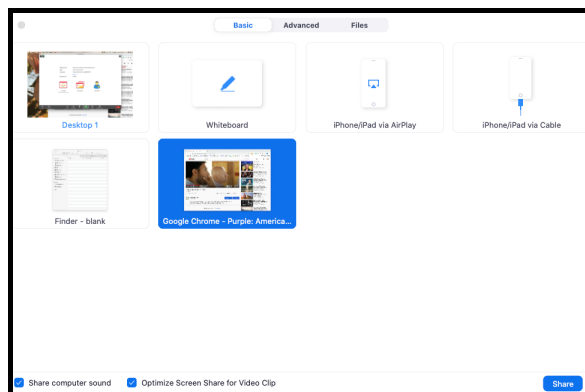 Basic Advanced Files
Desktop 1 Whiteboard iPhone/iPad via AirPlay iPhone/iPad via Cable
Finder - blank Google Chrome - Purple: America...
Share computer sound Optimize Screen Share for Video Clip Share